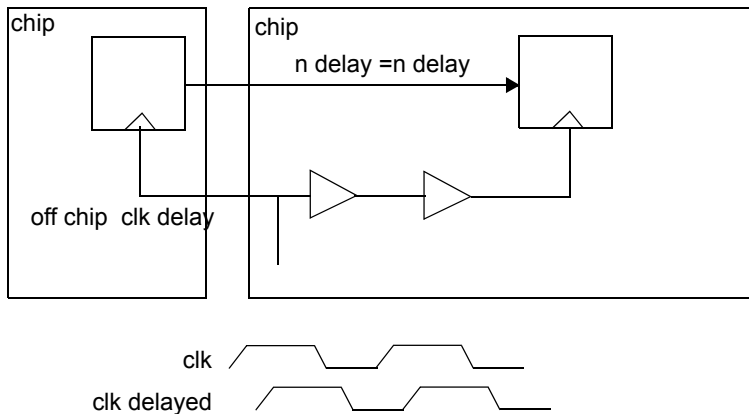 chip
chip
n delay =n delay
off chip clk delay
clk
clk delayed